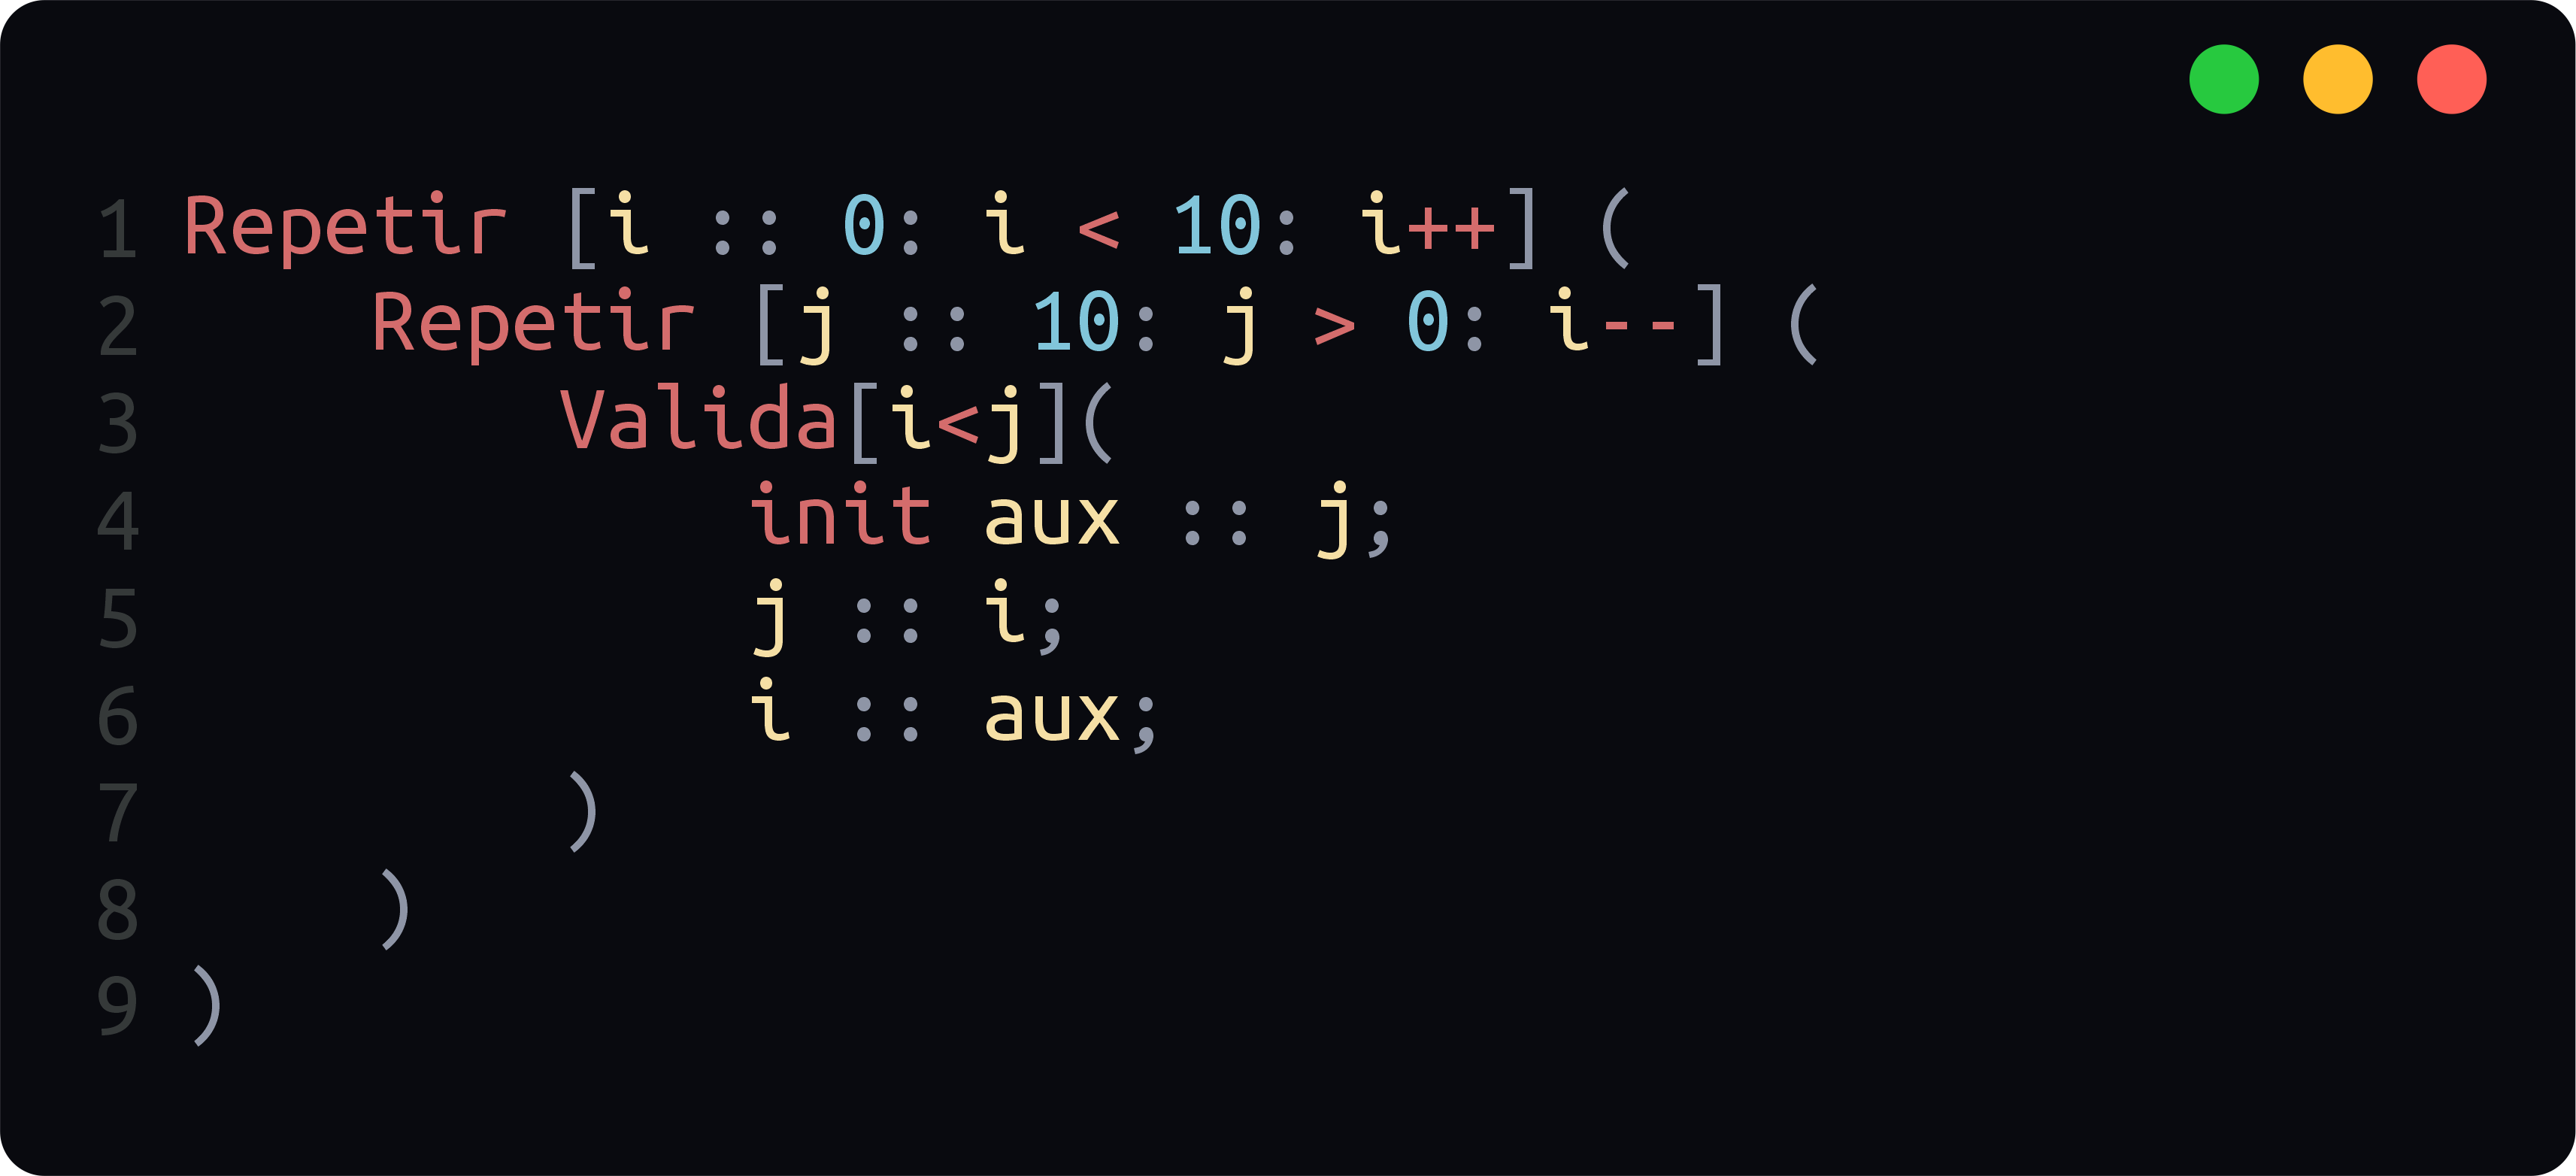 1 Repetir [i :: 0: i < 10: i++] (
2     Repetir [j :: 10: j > 0: i--] (
3         Valida[i<j](
4             init aux :: j;
5             j :: i;
6             i :: aux;
7         )
8     )
9 )